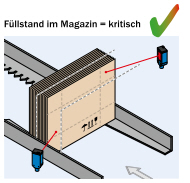 Füllstand im Magazin = kritisch